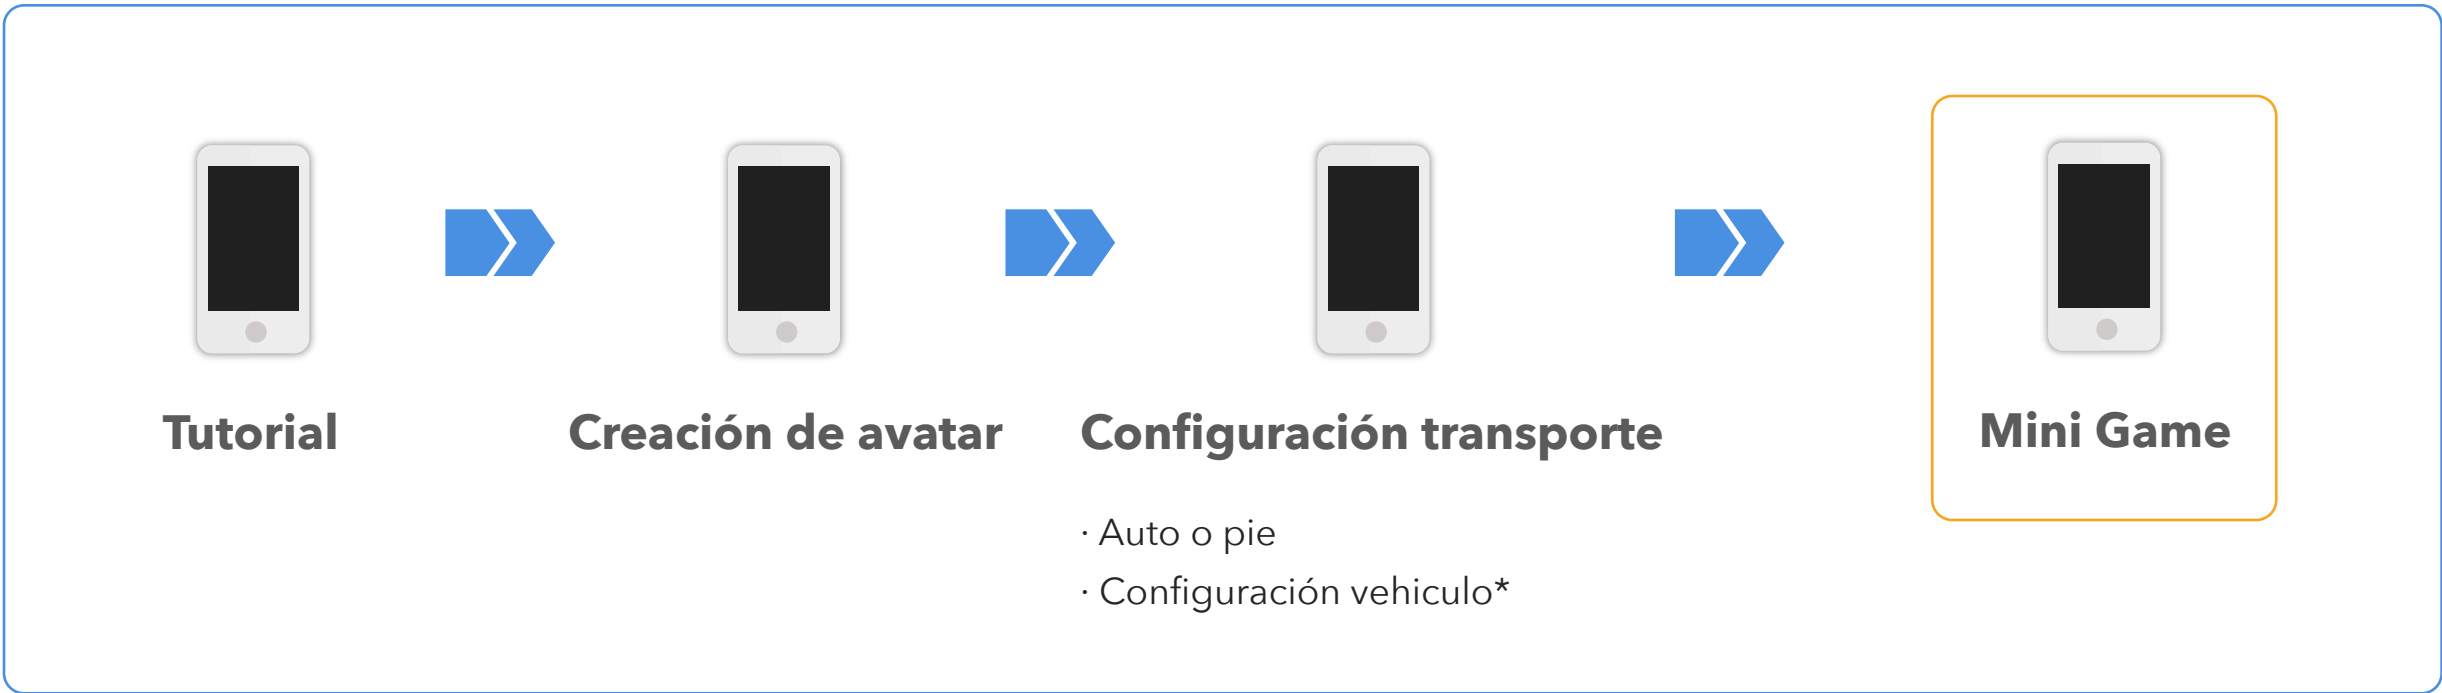 Tutorial
Creación de avatar
Configuración transporte
Mini Game
· Auto o pie
· Configuración vehiculo*